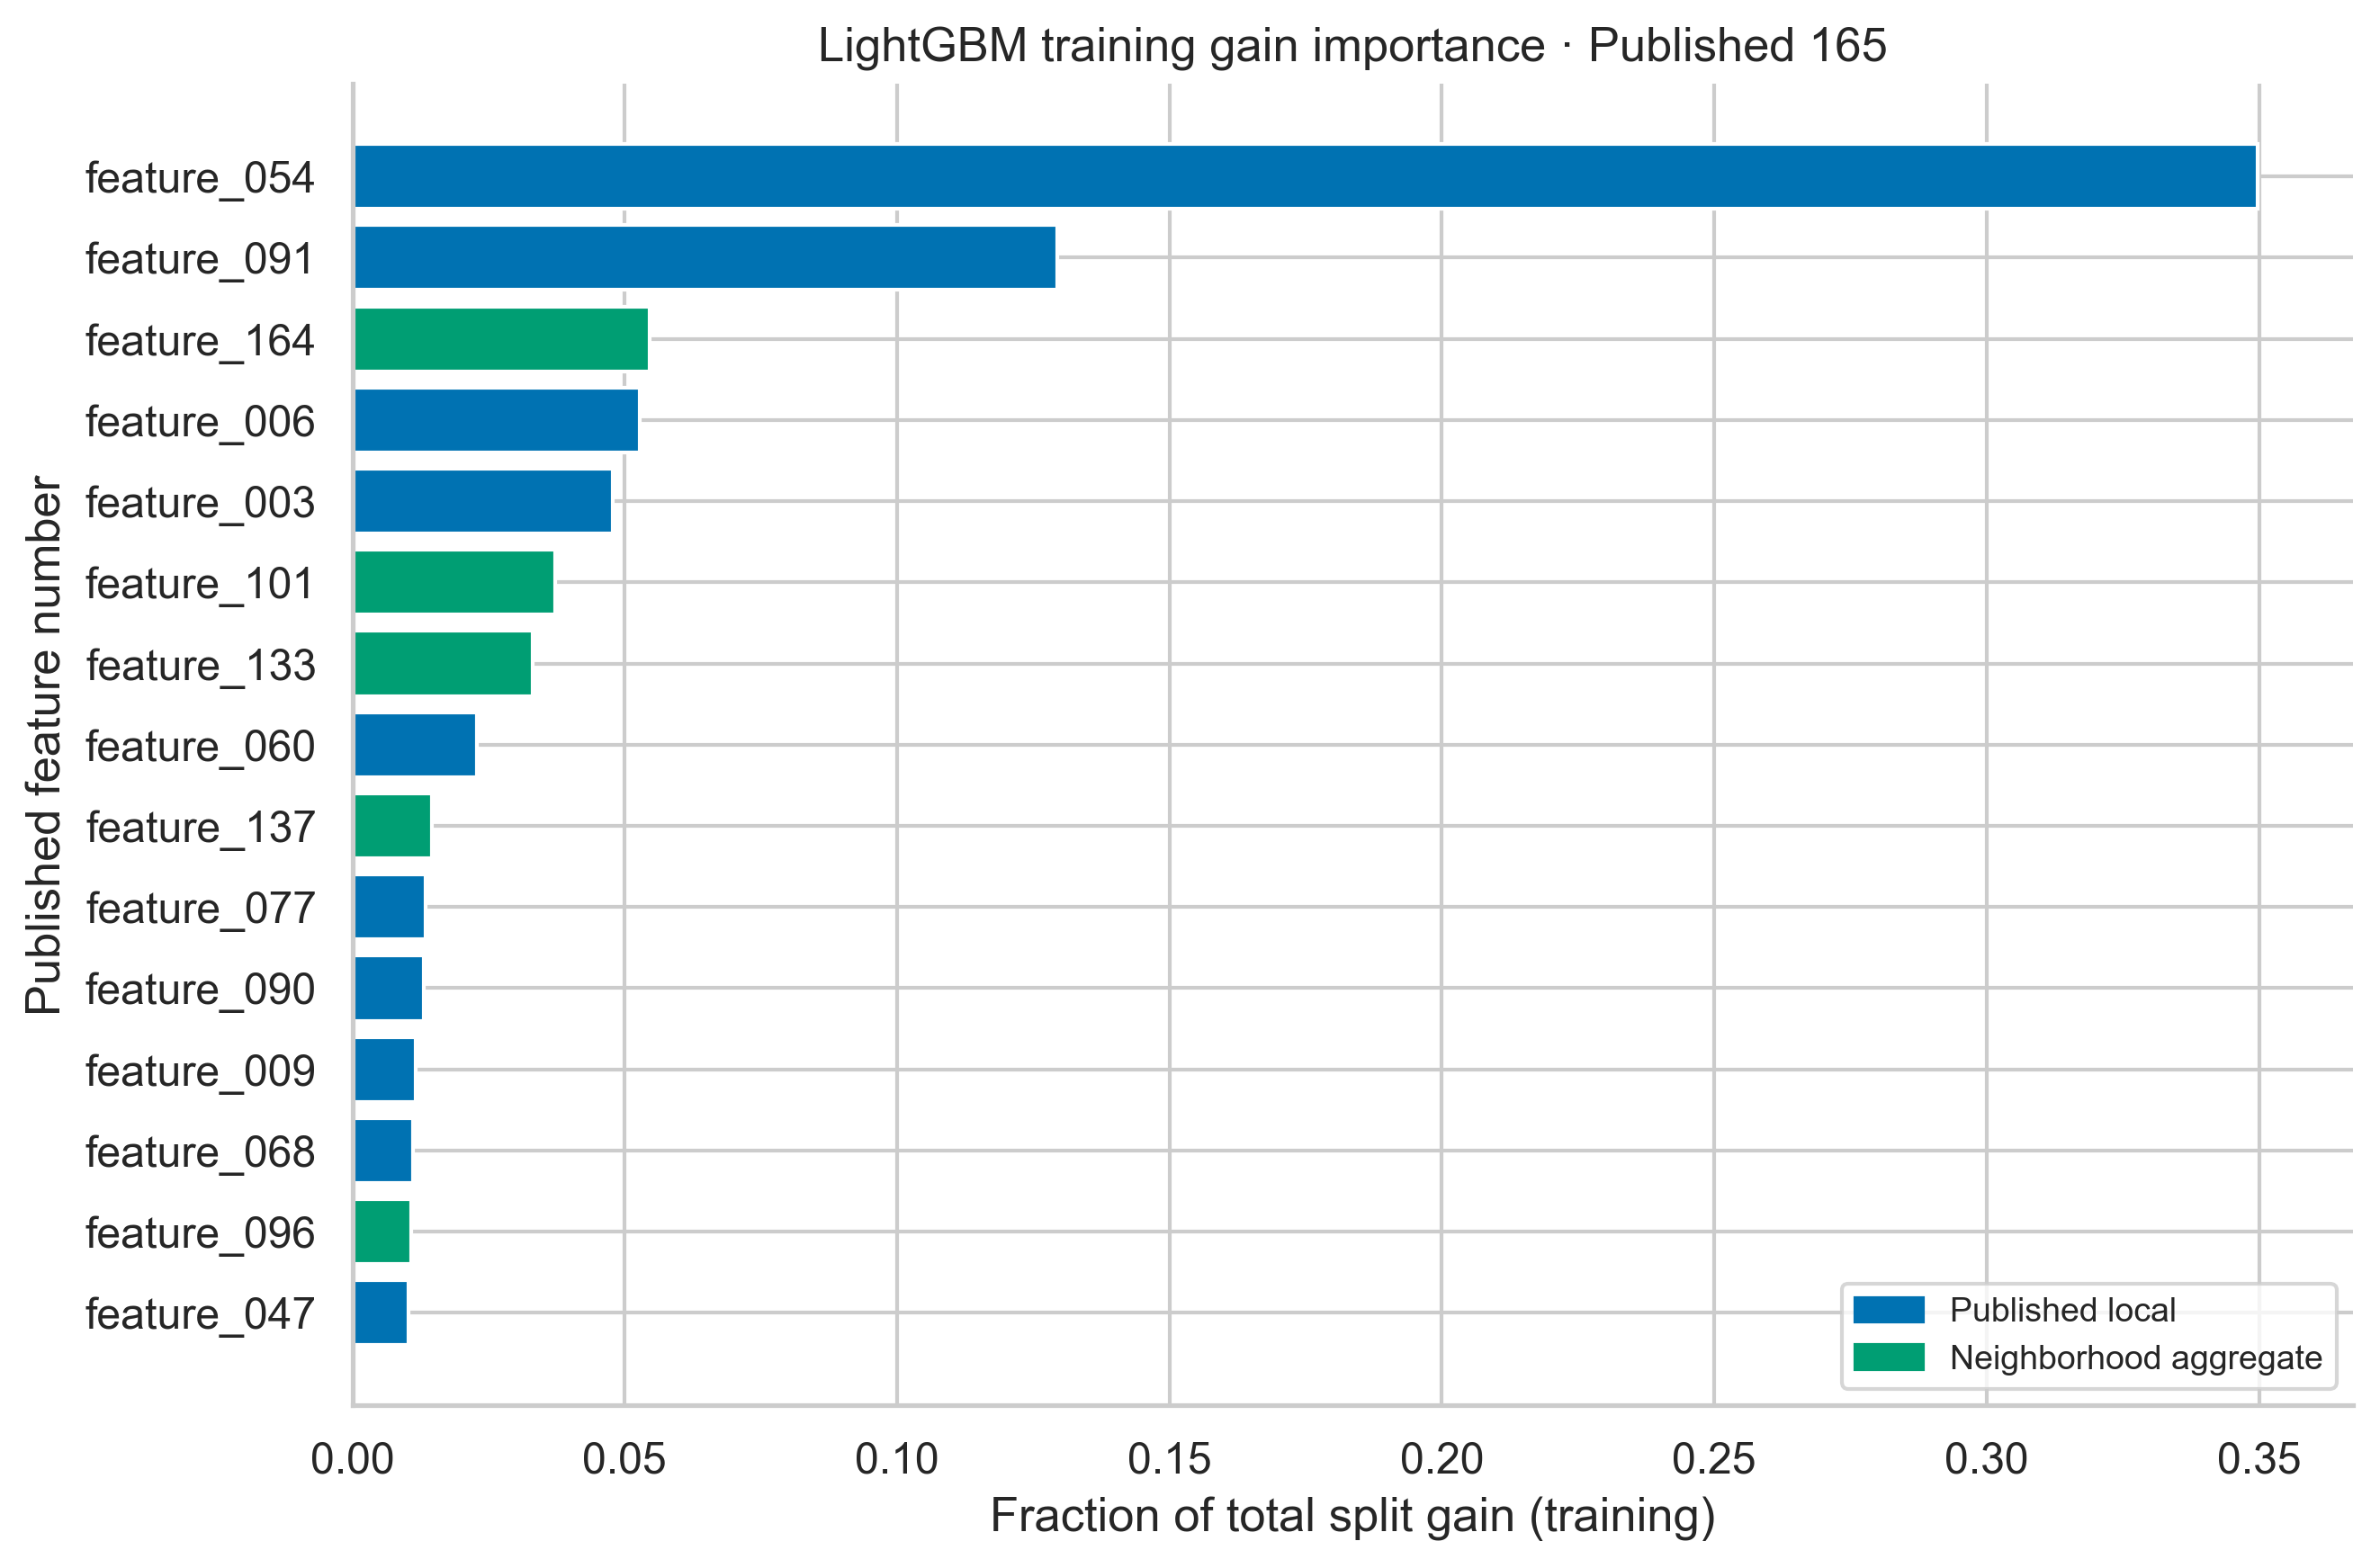 LightGBM training gain importance · Published 165
Published feature number
feature_054
feature_091
feature_164
feature_006
feature_003
feature_101
feature_133
feature_060
feature_137
feature_077
feature_090
feature_009
feature_068
feature_096
feature_047
Published local
Neighborhood aggregate
0.00 0.05 0.10 0.15 0.20 0.25 0.30 0.35
Fraction of total split gain (training)